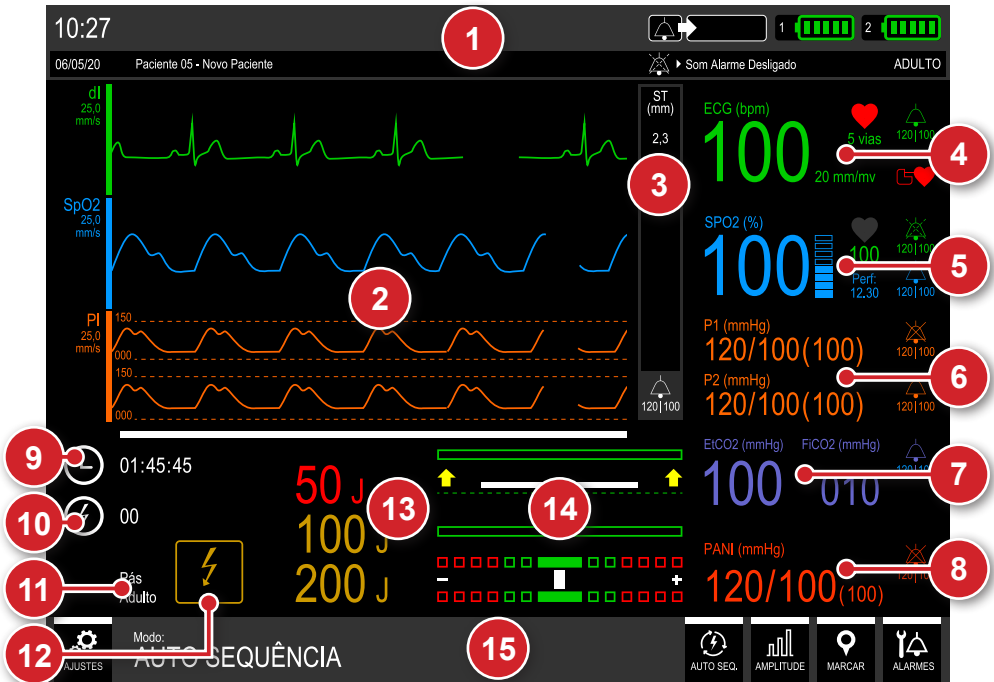 10:27
1
1
2
06/05/20
Paciente 05 - Novo Paciente
Som Alarme Desligado
ADULTO
dI
25,0
mm/s
ST
(mm)
2,3
3
ECG (bpm)
100
5 vias
20 mm/mv
120|100
4
SpO2
25,0
mm/s
2
SPO2 (%)
100
100
Perf:
12.30
120|100
120|100
5
PI
25,0
mm/s
150
000
150
000
120|100
P1 (mmHg)
120/100(100)
120|100
P2 (mmHg)
120/100(100)
120|100
6
9
01:45:45
10
00
11
Pás
Adulto
12
50 J
100 J
200 J
13
14
- +
EtCO2 (mmHg)
FiCO2 (mmHg)
100
010
120|100
7
PANI (mmHg)
120/100(100)
120|100
8
AJUSTES
Modo:
AUTO SEQUÊNCIA
15
AUTO SEQ.
AMPLITUDE
MARCAR
ALARMES